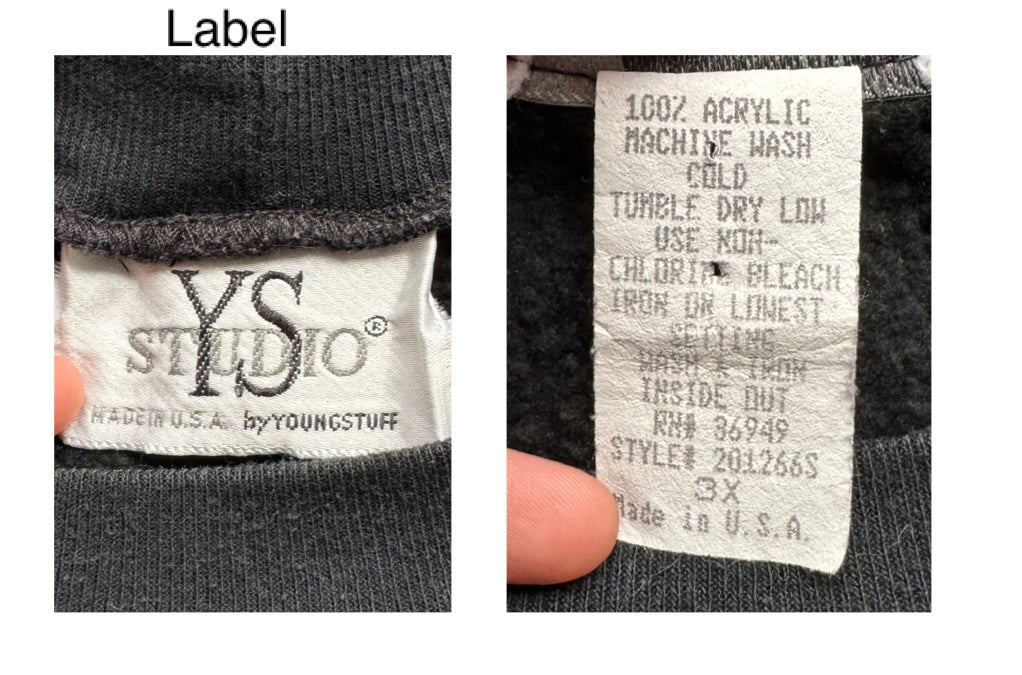 Label
YS
STUDIO®
MADE IN U.S.A. by YOUNGSTUFF
100% ACRYLIC
MACHINE WASH
COLD
TUMBLE DRY LOW
USE NON-
CHLORINE BLEACH
IRON ON LOWEST
SETTING
WASH & IRON
INSIDE OUT
RN# 36949
STYLE# 201266S
3X
Made in U.S.A.